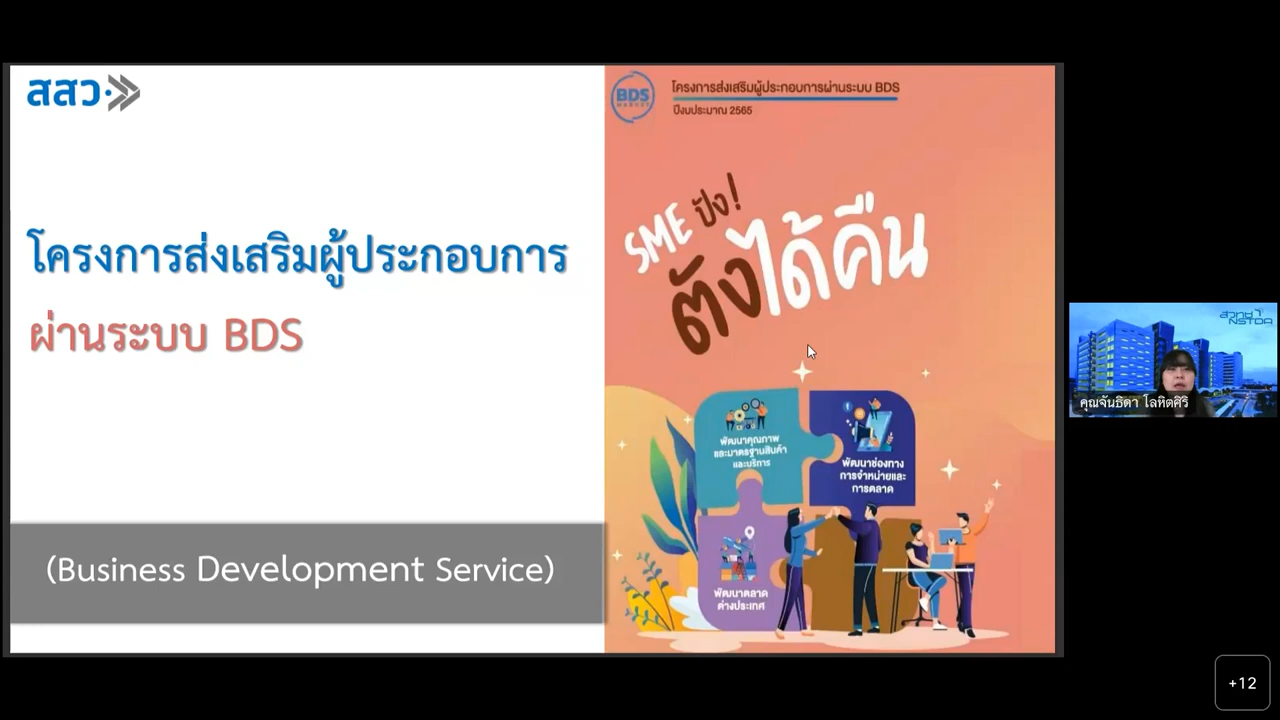 สสว
โครงการส่งเสริมผู้ประกอบการ
ผ่านระบบ BDS
(Business Development Service)
BDS
MARKET
โครงการส่งเสริมผู้ประกอบการผ่านระบบ BDS
ปีงบประมาณ 2565
SME ปัง!
ตังได้คืน
พัฒนาคุณภาพ
และมาตรฐานสินค้า
และบริการ
พัฒนาช่องทาง
การจำหน่ายและ
การตลาด
พัฒนาตลาด
ต่างประเทศ
สวทช
NSTDA
คุณจันธิดา โลหิตศิริ
+12